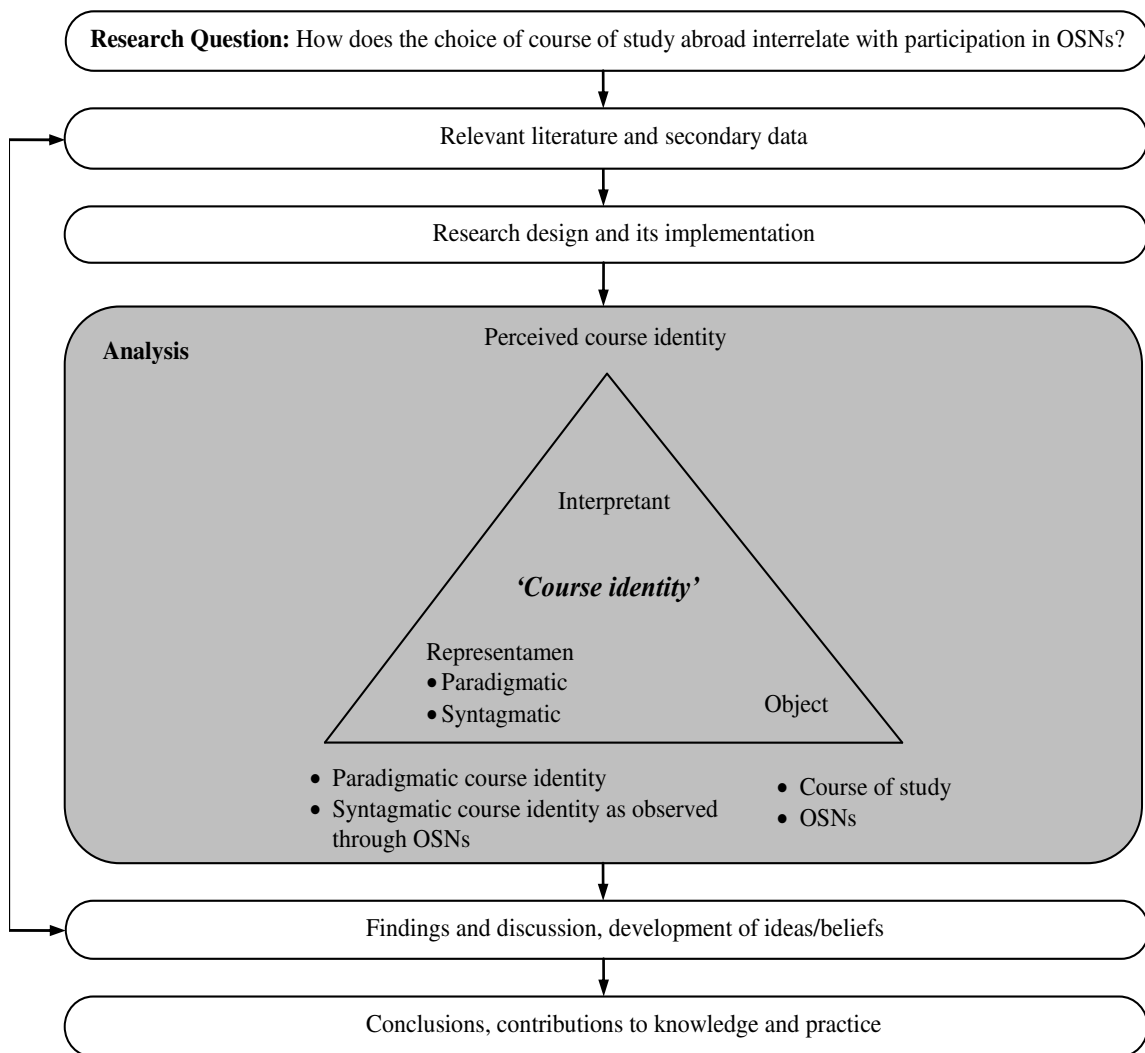 Research Question: How does the choice of course of study abroad interrelate with participation in OSNs?
Relevant literature and secondary data
Research design and its implementation
Analysis
Perceived course identity
Interpretant
‘Course identity’
Representamen
• Paradigmatic
• Syntagmatic
Object
• Paradigmatic course identity
• Syntagmatic course identity as observed
through OSNs
• Course of study
• OSNs
Findings and discussion, development of ideas/beliefs
Conclusions, contributions to knowledge and practice